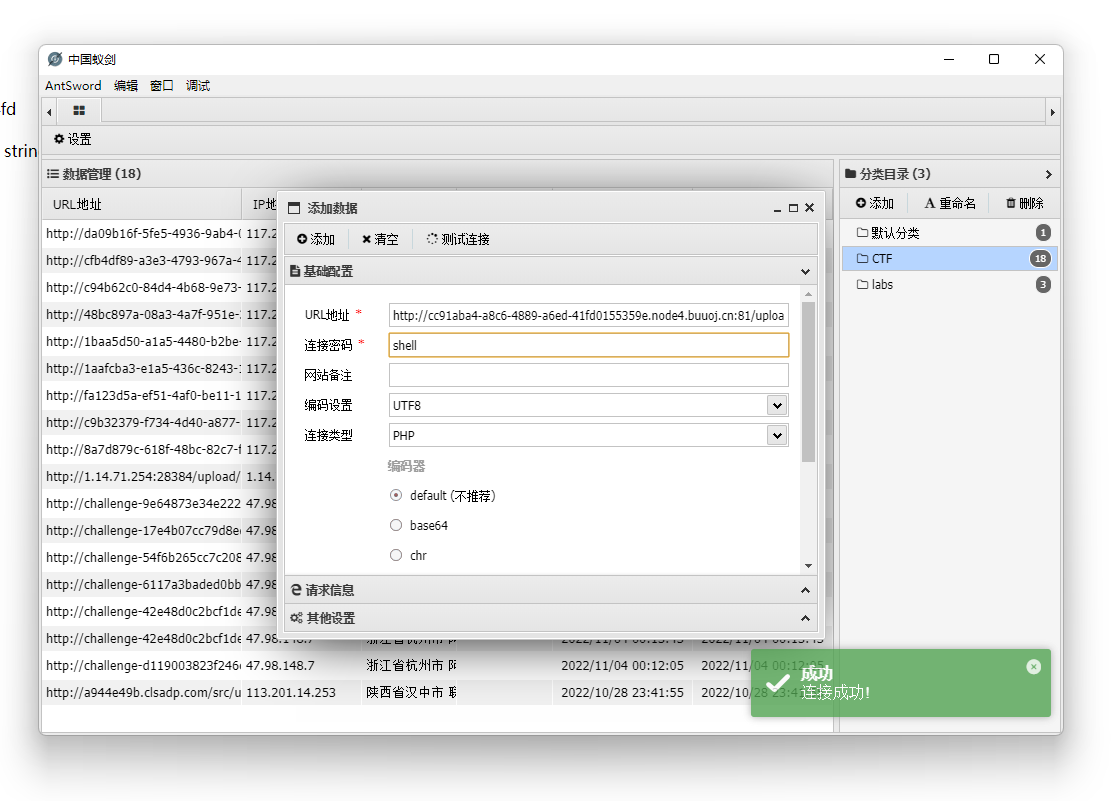 中国蚁剑
AntSword 编辑 窗口 调试
fd
设置
strin
数据管理 (18)
分类目录 (3)
URL地址 IP地
添加 重命名 删除
默认分类 1
CTF 18
labs 3
添加数据
添加 清空 测试连接
基础配置
URL地址 * http://cc91aba4-a8c6-4889-a6ed-41fd0155359e.node4.buuoj.cn:81/uploa
连接密码 * shell
网站备注
编码设置 UTF8
连接类型 PHP
编码器
default (不推荐)
base64
chr
请求信息
其他设置
http://da09b16f-5fe5-4936-9ab4- 117.2
http://cfb4df89-a3e3-4793-967a-4 117.2
http://c94b62c0-84d4-4b68-9e73- 117.2
http://48bc897a-08a3-4a7f-951e- 117.2
http://1baa5d50-a1a5-4480-b2be- 117.2
http://1aafcba3-e1a5-436c-8243- 117.2
http://fa123d5a-ef51-4af0-be11-1 117.2
http://c9b32379-f734-4d40-a877- 117.2
http://8a7d879c-618f-48bc-82c7-f 117.2
http://1.14.71.254:28384/upload/ 1.14.
http://challenge-9e64873e34e222 47.98
http://challenge-17e4b07cc79d8e 47.98
http://challenge-54f6b265cc7c208 47.98
http://challenge-6117a3baded0bb 47.98
http://challenge-42e48d0c2bcf1de 47.98
http://challenge-42e48d0c2bcf1de 47.98.148.7 浙江省杭州市 2022/11/04 00:13:45 2022/11/04 00:13:45
http://challenge-d119003823f246 47.98.148.7 浙江省杭州市 2022/11/04 00:12:05 2022/11/04 00:12:05
http://a944e49b.clsadp.com/src/u 113.201.14.253 陕西省汉中市 2022/10/28 23:41:55 2022/10/28 23:4
成功
连接成功!